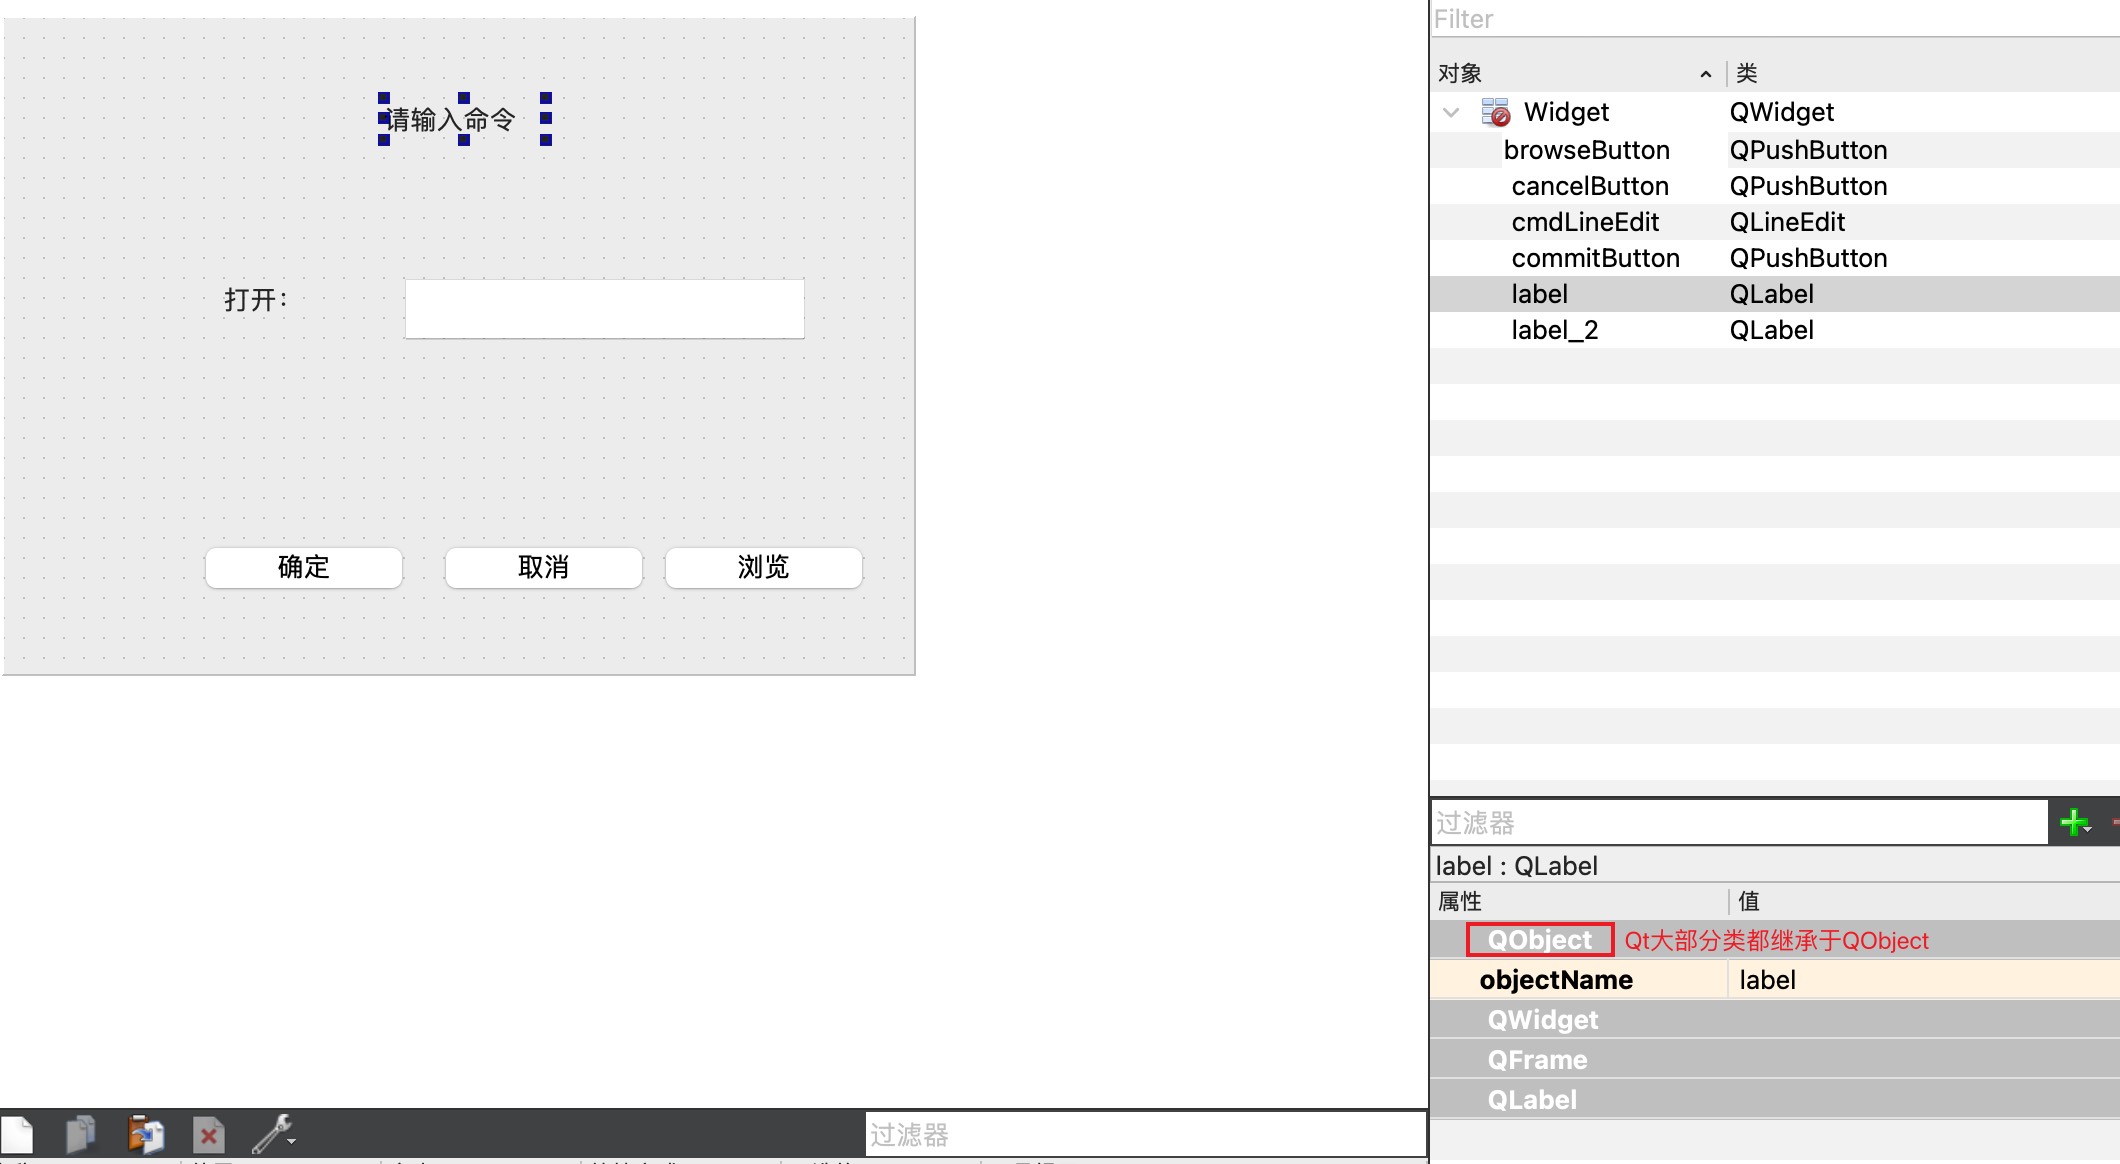 请输入命令
打开：
确定 取消 浏览
过滤器
Filter
对象 类
Widget QWidget
browseButton QPushButton
cancelButton QPushButton
cmdLineEdit QLineEdit
commitButton QPushButton
label QLabel
label_2 QLabel
过滤器
label : QLabel
属性 值
QObject Qt大部分类都继承于QObject
objectName label
QWidget
QFrame
QLabel